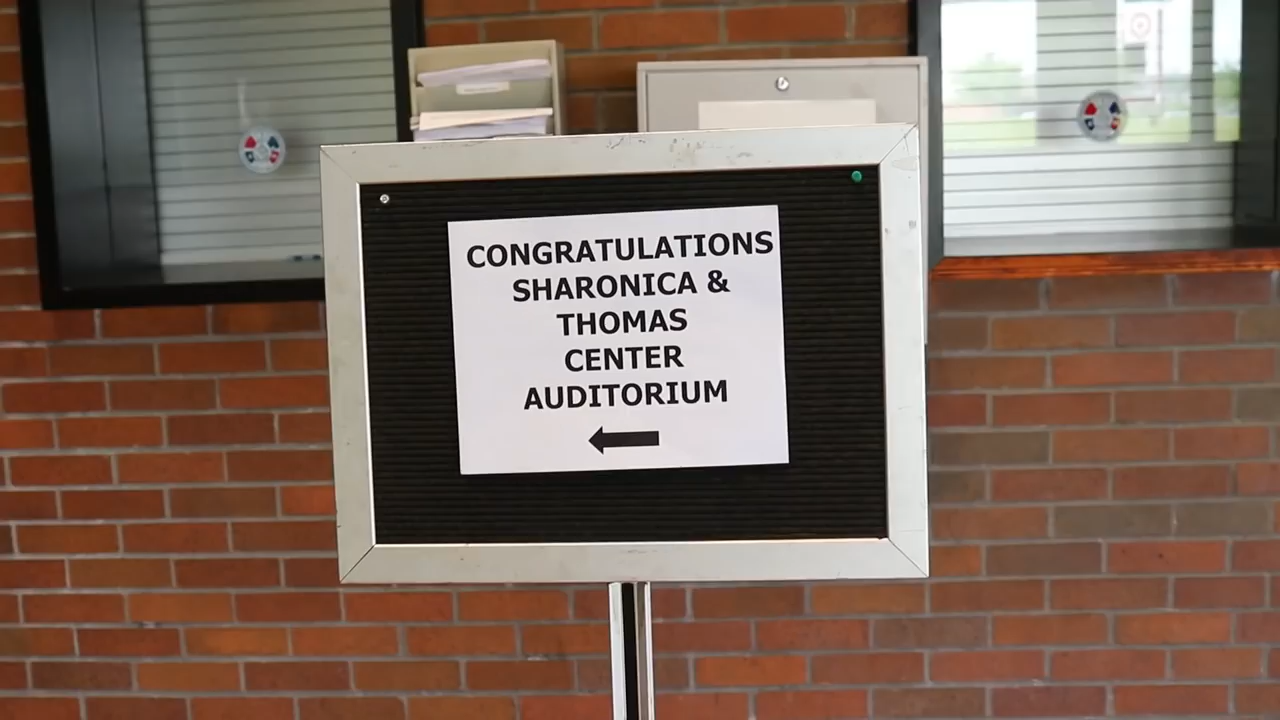 CONGRATULATIONS
SHARONICA &
THOMAS
CENTER
AUDITORIUM